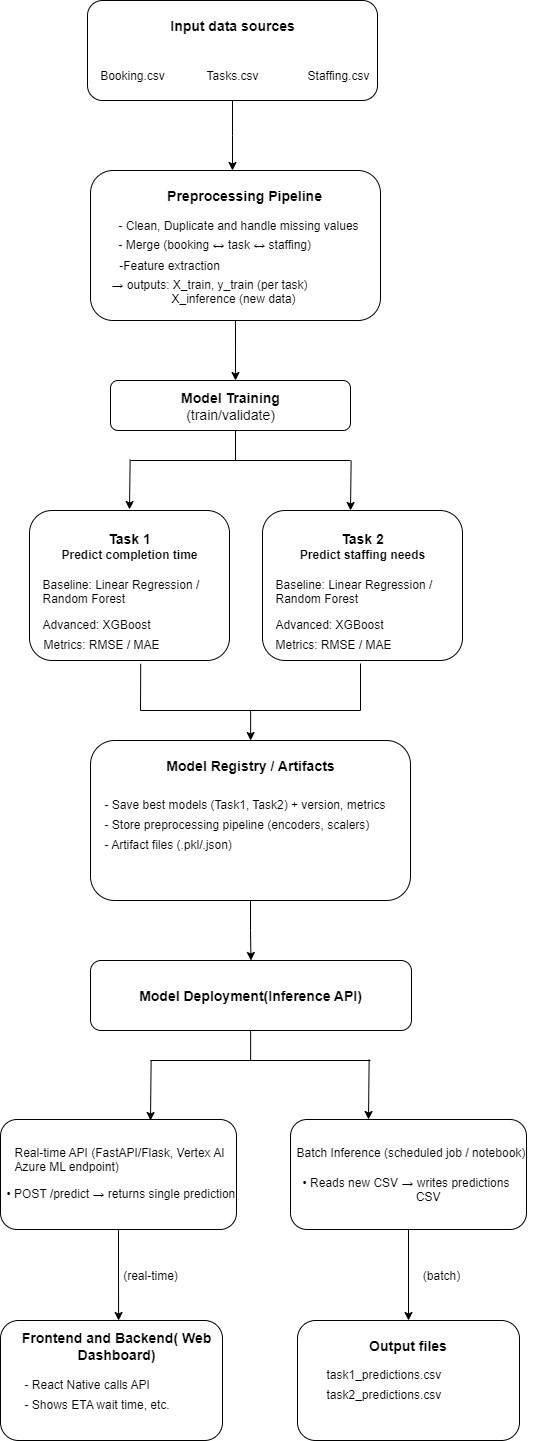 Input data sources
Booking.csv Tasks.csv Staffing.csv
Preprocessing Pipeline
- Clean, Duplicate and handle missing values
- Merge (booking ↔ task ↔ staffing)
-Feature extraction
→ outputs: X_train, y_train (per task)
X_inference (new data)
Model Training
(train/validate)
Task 1
Predict completion time
Baseline: Linear Regression /
Random Forest
Advanced: XGBoost
Metrics: RMSE / MAE
Task 2
Predict staffing needs
Baseline: Linear Regression /
Random Forest
Advanced: XGBoost
Metrics: RMSE / MAE
Model Registry / Artifacts
- Save best models (Task1, Task2) + version, metrics
- Store preprocessing pipeline (encoders, scalers)
- Artifact files (.pkl/.json)
Model Deployment(Inference API)
Real-time API (FastAPI/Flask, Vertex AI
Azure ML endpoint)
• POST /predict → returns single prediction
Batch Inference (scheduled job / notebook)
• Reads new CSV → writes predictions
CSV
(real-time)
(batch)
Frontend and Backend( Web
Dashboard)
- React Native calls API
- Shows ETA wait time, etc.
Output files
task1_predictions.csv
task2_predictions.csv